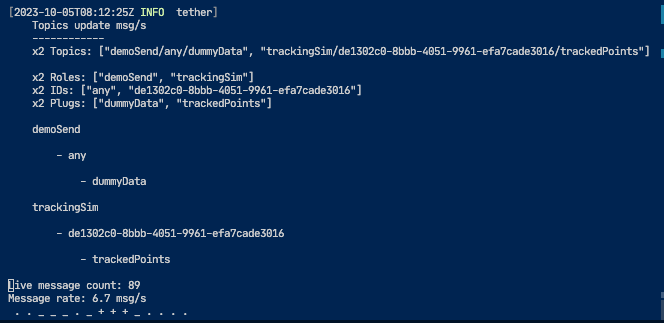 [2023-10-05T08:12:25Z INFO  tether]
Topics update msg/s
------------
x2 Topics: ["demoSend/any/dummyData", "trackingSim/de1302c0-8bbb-4051-9961-efa7cade3016/trackedPoints"]
x2 Roles: ["demoSend", "trackingSim"]
x2 IDs: ["any", "de1302c0-8bbb-4051-9961-efa7cade3016"]
x2 Plugs: ["dummyData", "trackedPoints"]
demoSend
- any
- dummyData
trackingSim
- de1302c0-8bbb-4051-9961-efa7cade3016
- trackedPoints
Live message count: 89
Message rate: 6.7 msg/s
. . _ _ _ . _ + + + _ . . . .